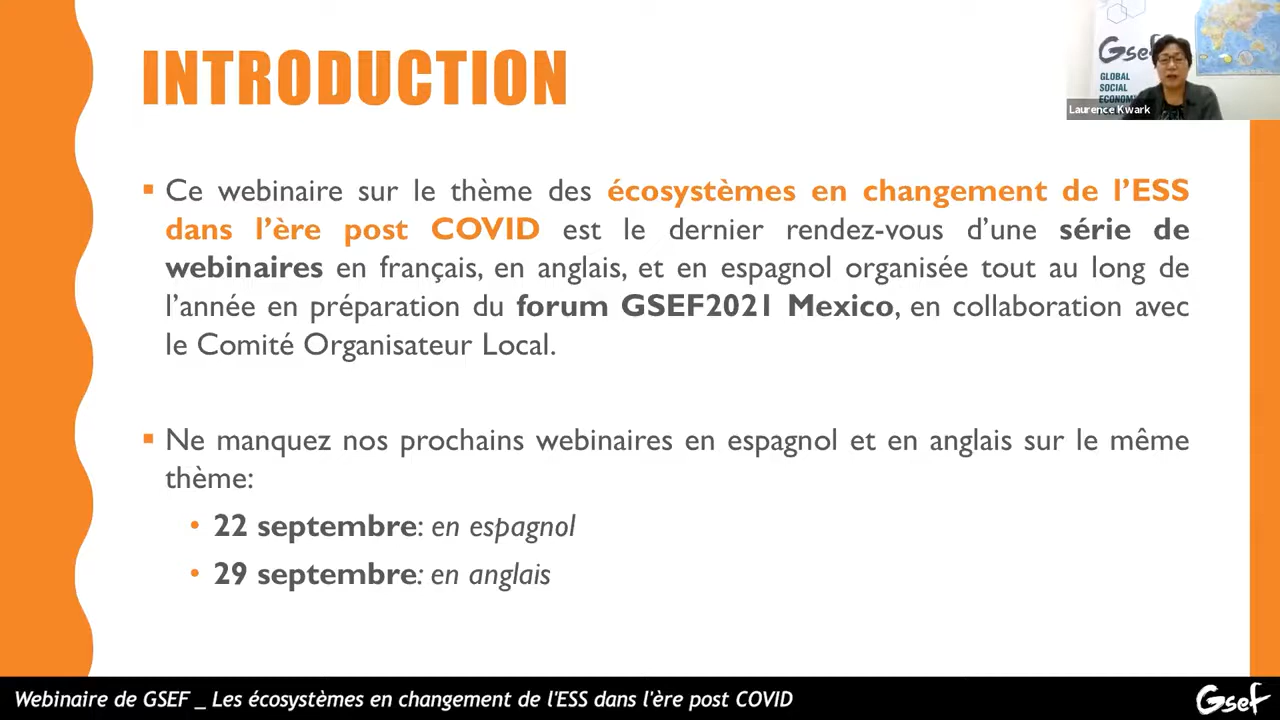 INTRODUCTION
Gsef
GLOBAL
SOCIAL
ECONOMY
Laurence Kwark
▪ Ce webinaire sur le thème des écosystèmes en changement de l’ESS
dans l’ère post COVID est le dernier rendez-vous d’une série de
webinaires en français, en anglais, et en espagnol organisée tout au long de
l’année en préparation du forum GSEF2021 Mexico, en collaboration avec
le Comité Organisateur Local.
▪ Ne manquez nos prochains webinaires en espagnol et en anglais sur le même
thème:
• 22 septembre: en espagnol
• 29 septembre: en anglais
Webinaire de GSEF _ Les écosystèmes en changement de l'ESS dans l'ère post COVID
Gsef